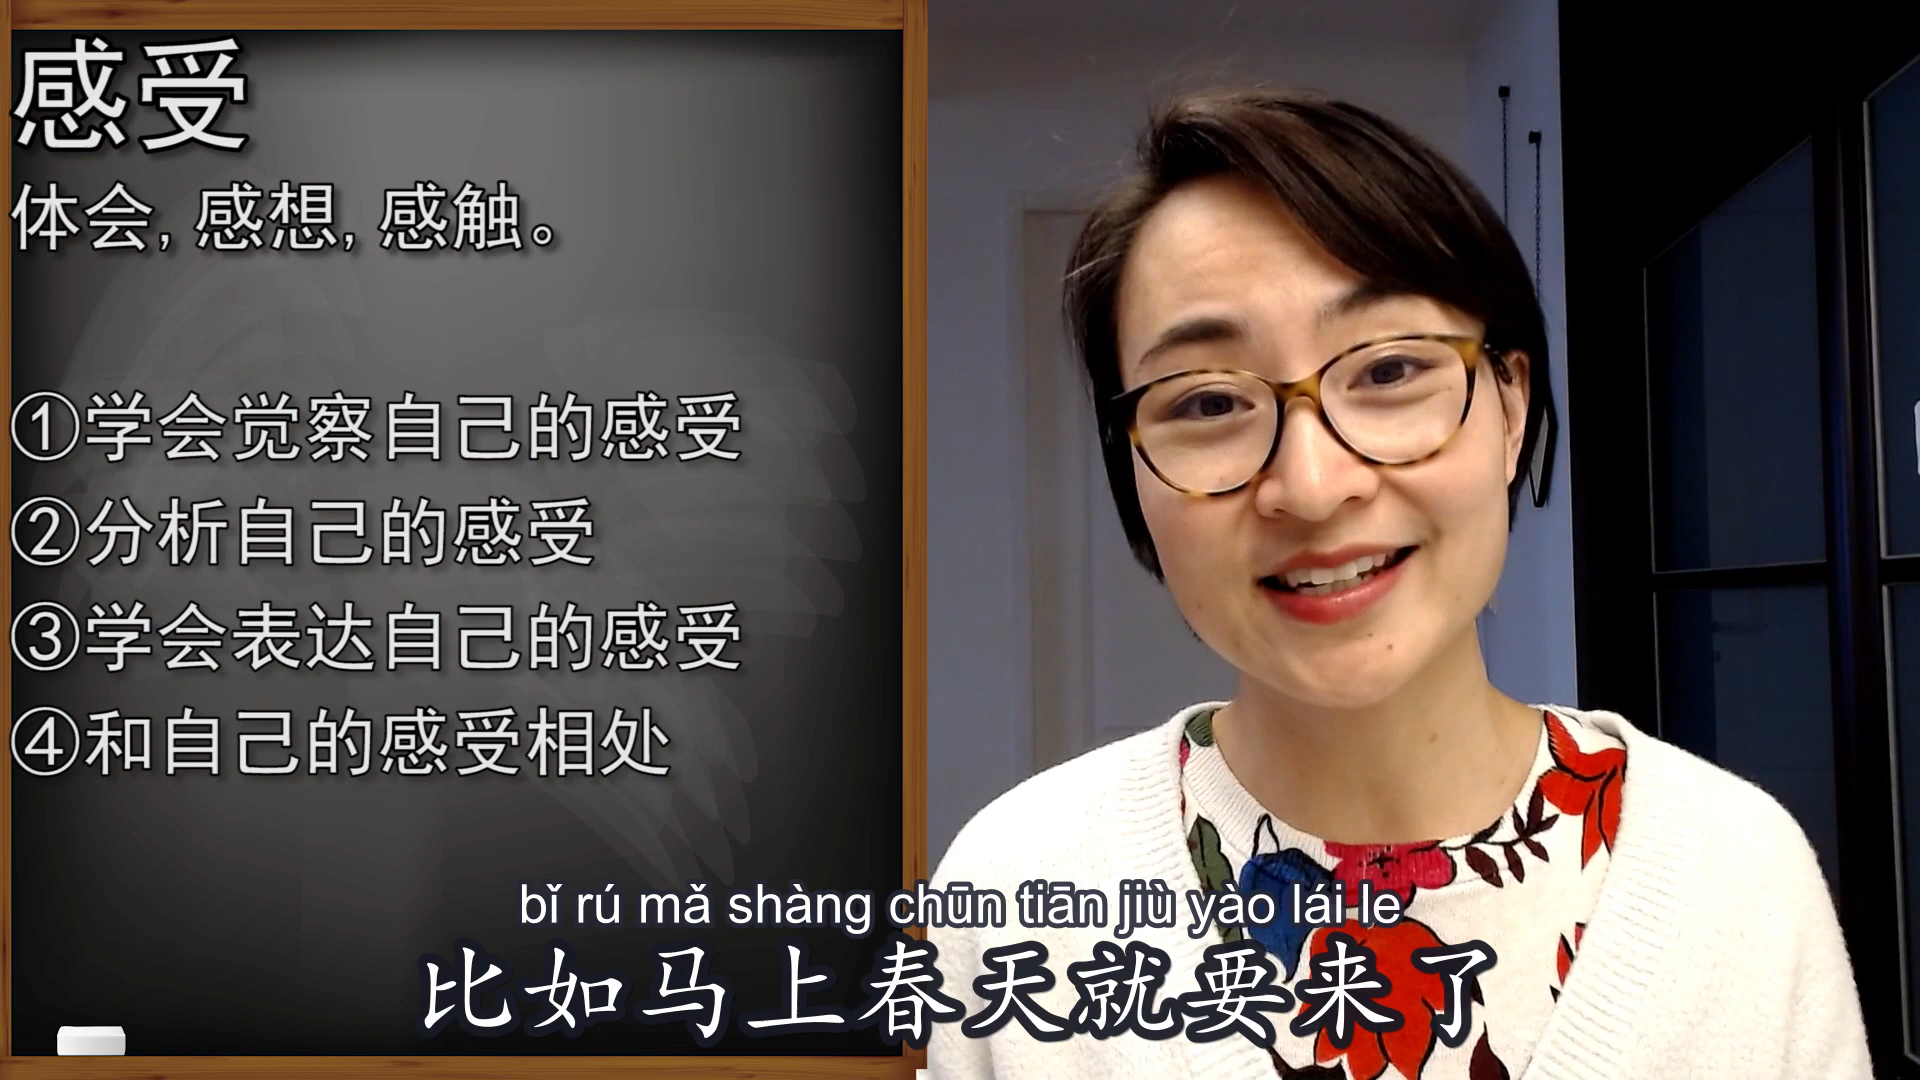 感受
体会,感想,感触。
①学会觉察自己的感受
②分析自己的感受
③学会表达自己的感受
④和自己的感受相处
bǐ rú mǎ shàng chūn tiān jiù yào lái le
比如马上春天就要来了